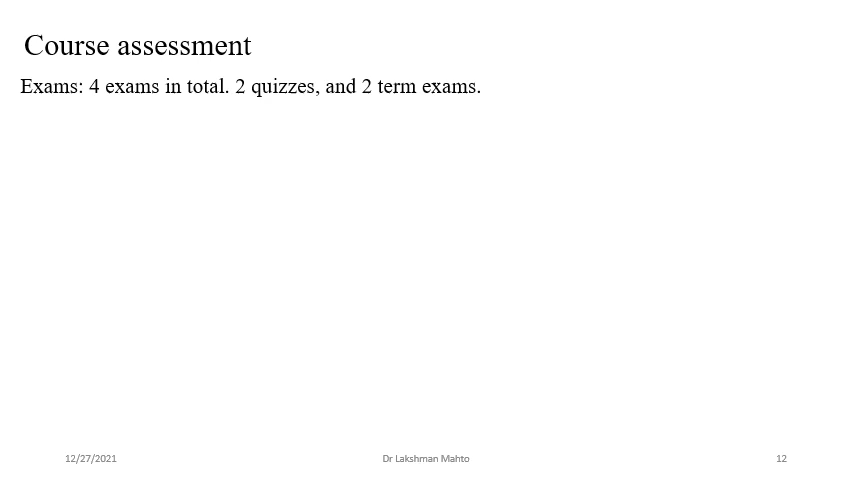 Course assessment
Exams: 4 exams in total. 2 quizzes, and 2 term exams.
12/27/2021
Dr Lakshman Mahto
12